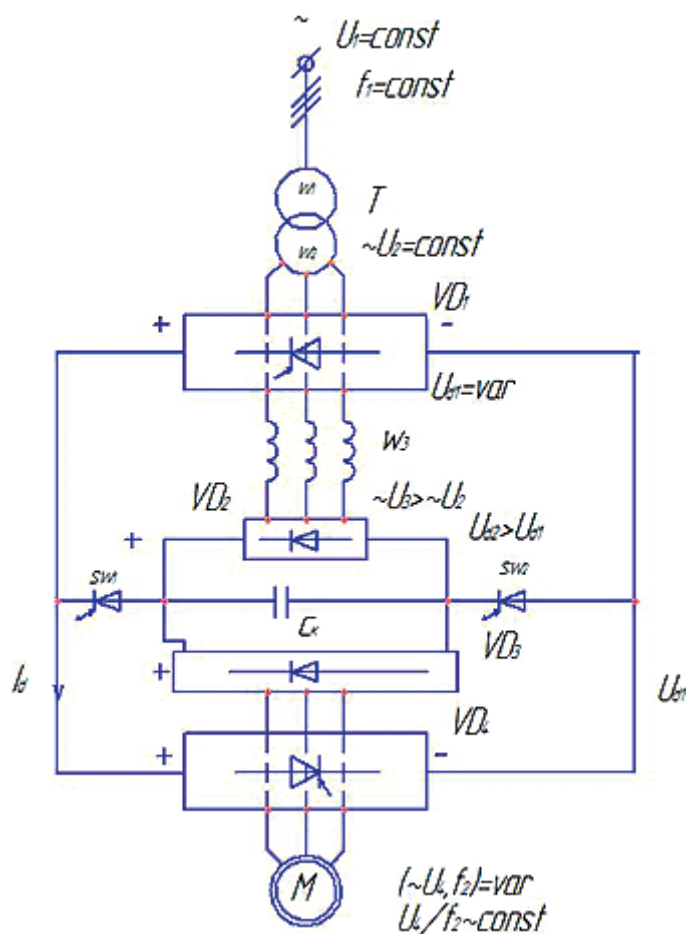 ~
U₁=const
f₁=const
w₁
T
w₂
~U₂=const
VD₁
+
-
Ud1=var
w₃
VD₂
~U₃>~U₂
+
Ud2>Ud1
sw₁
sw₂
Cк
VD₃
+
Id
Ud1
VD₄
+
-
M
(~U₄,f₂)=var
U₄/f₂~const